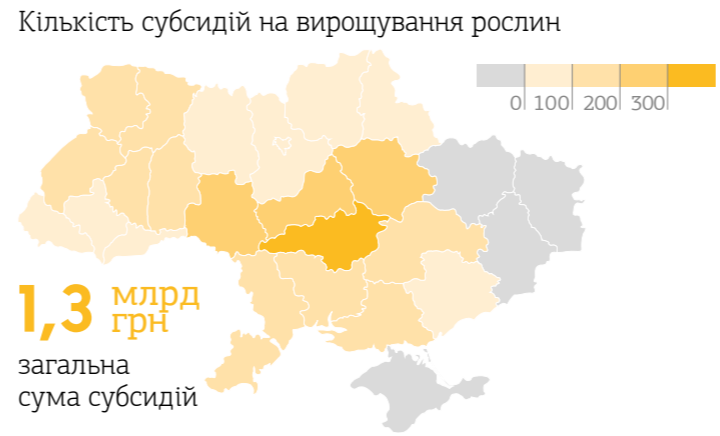 Кількість субсидій на вирощування рослин
0 100 200 300
1,3 млрд
грн
загальна
сума субсидій